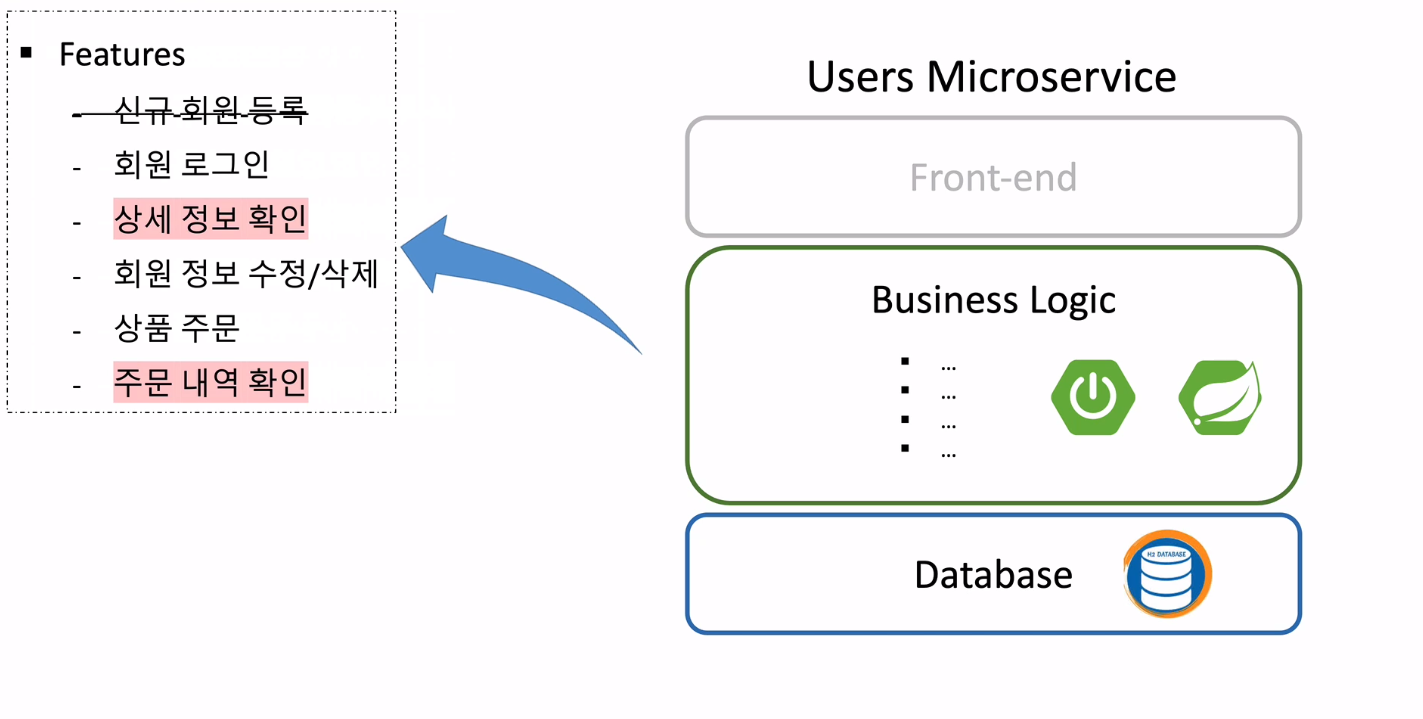 ▪ Features
- 신규 회원 등록
- 회원 로그인
- 상세 정보 확인
- 회원 정보 수정/삭제
- 상품 주문
- 주문 내역 확인
Users Microservice
Front-end
Business Logic
▪ ...
▪ ...
▪ ...
▪ ...
Database
H2 DATABASE